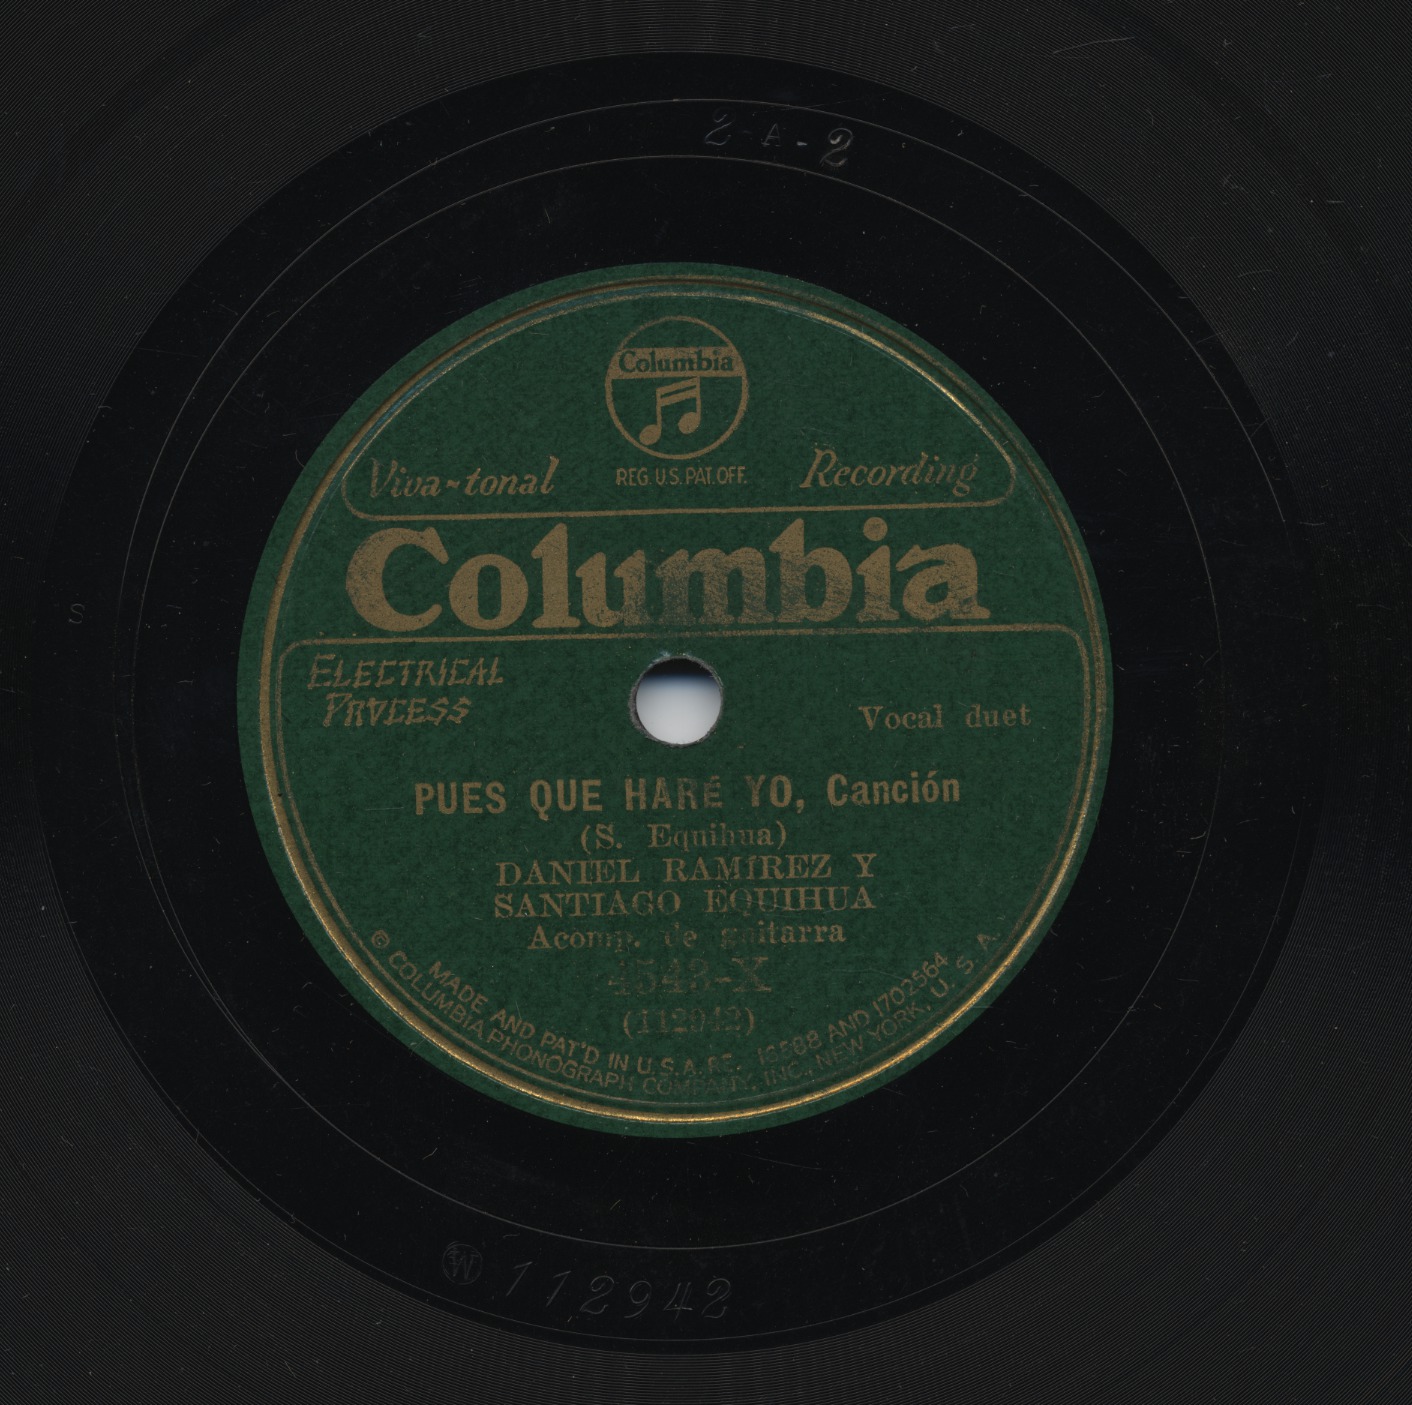 2-A-2
Columbia
Viva-tonal
REG. U.S. PAT. OFF.
Recording
Columbia
ELECTRICAL
PROCESS
Vocal duet
PUES QUE HARÉ YO, Canción
(S. Equihua)
DANIEL RAMÍREZ Y
SANTIAGO EQUIHUA
Acomp. de guitarra
4543-X
(112942)
MADE AND PAT'D IN U.S.A. RE. AND 1702564
© COLUMBIA PHONOGRAPH COMPANY, INC., NEW YORK, U. S. A.
S
W 112942